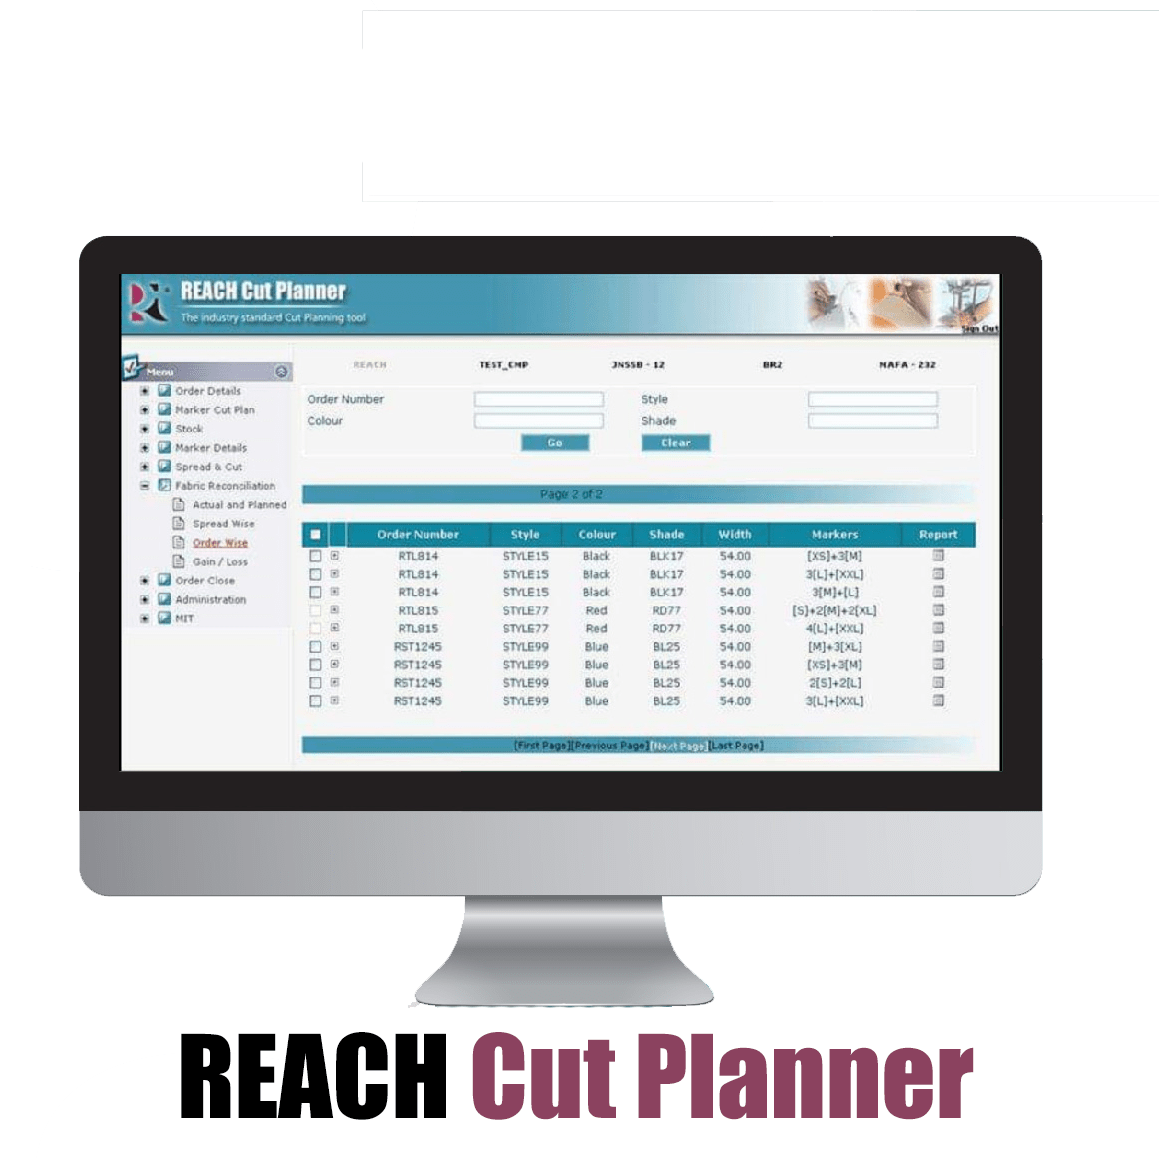 REACH Cut Planner
The industry standard Cut Planning tool
Sign Out
Menu
REACH TEST_CMP JNSSB - 12 BR2 MAFA - 232
Order Details
Marker Cut Plan
Stock
Marker Details
Spread & Cut
Fabric Reconciliation
Actual and Planned
Spread Wise
Order Wise
Gain / Loss
Order Close
Administration
MIT
Order Number Style
Colour Shade
Go Clear
Page 2 of 2
Order Number Style Colour Shade Width Markers Report
RTL814 STYLE15 Black BLK17 54.00 [XS]+3[M]
RTL814 STYLE15 Black BLK17 54.00 3[L]+[XXL]
RTL814 STYLE15 Black BLK17 54.00 3[M]+[L]
RTL815 STYLE77 Red RD77 54.00 [S]+2[M]+2[XL]
RTL815 STYLE77 Red RD77 54.00 4[L]+[XXL]
RST1245 STYLE99 Blue BL25 54.00 [M]+3[XL]
RST1245 STYLE99 Blue BL25 54.00 [XS]+3[M]
RST1245 STYLE99 Blue BL25 54.00 2[S]+2[L]
RST1245 STYLE99 Blue BL25 54.00 3[L]+[XXL]
[First Page][Previous Page][Next Page][Last Page]
REACH Cut Planner